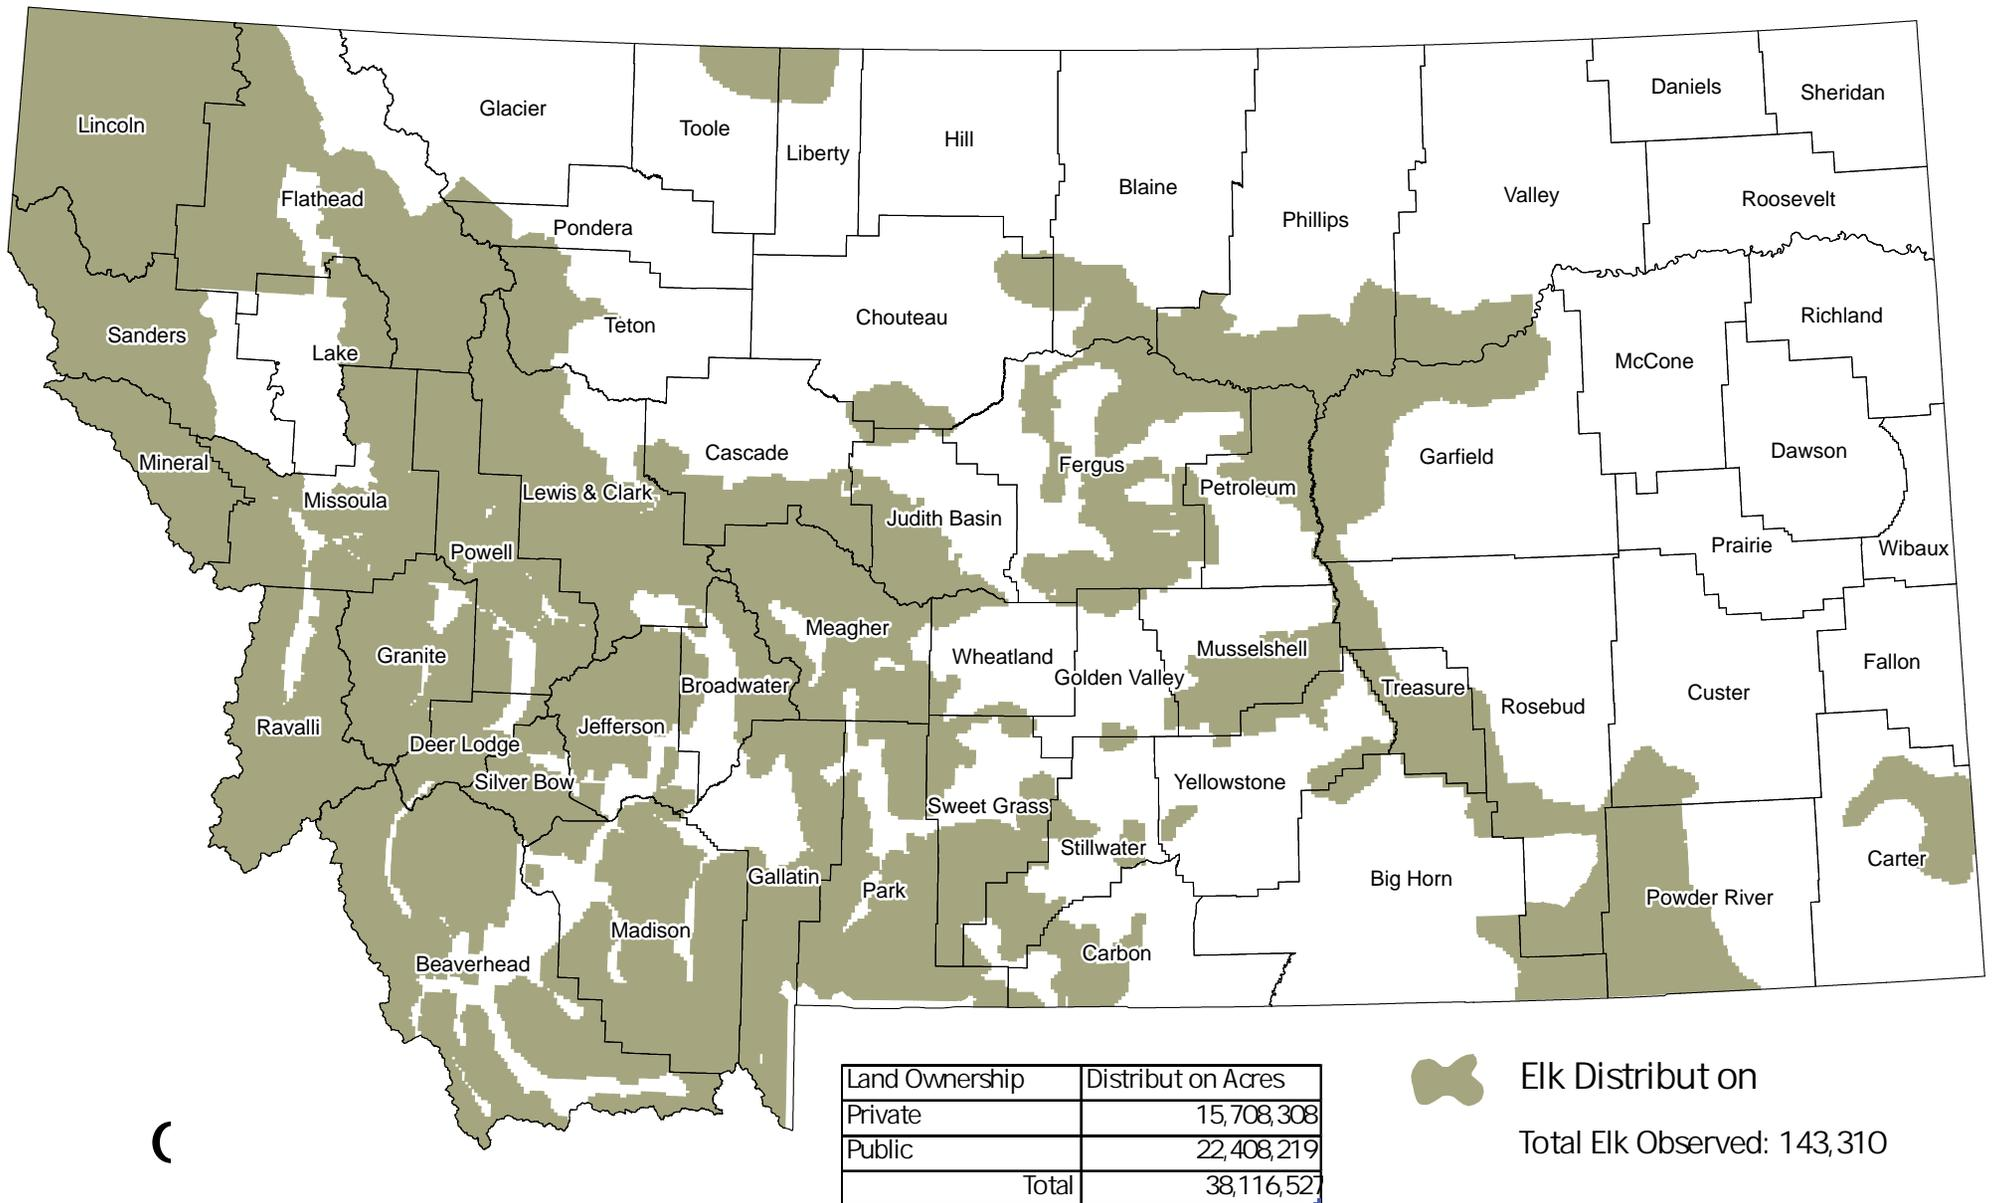 Daniels
Sheridan
Glacier
Lincoln
Toole
Hill
Liberty
Blaine
Valley
Roosevelt
Flathead
Phillips
Pondera
Richland
Chouteau
Teton
Sanders
Lake
McCone
Cascade
Dawson
Garfield
Mineral
Fergus
Petroleum
Lewis & Clark
Missoula
Judith Basin
Prairie
Wibaux
Powell
Meagher
Musselshell
Granite
Wheatland
Fallon
Golden Valley
Broadwater
Treasure
Custer
Rosebud
Ravalli
Jefferson
Deer Lodge
Silver Bow
Yellowstone
Sweet Grass
Stillwater
Carter
Gallatin
Big Horn
Park
Powder River
Madison
Carbon
Beaverhead
Land Ownership Distribut on Acres
Private 15,708,308
Public 22,408,219
Total 38,116,527
Elk Distribut on
Total Elk Observed: 143,310